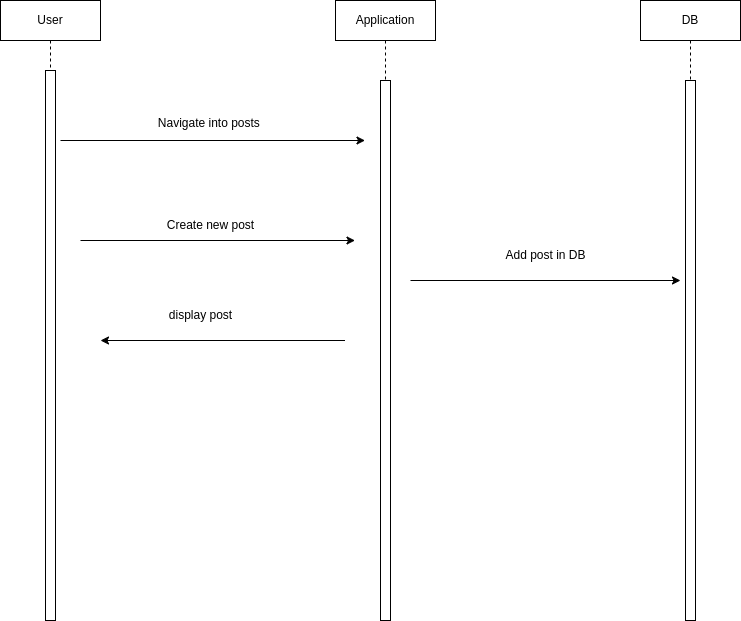 User
Application
DB
Navigate into posts
Create new post
Add post in DB
display post